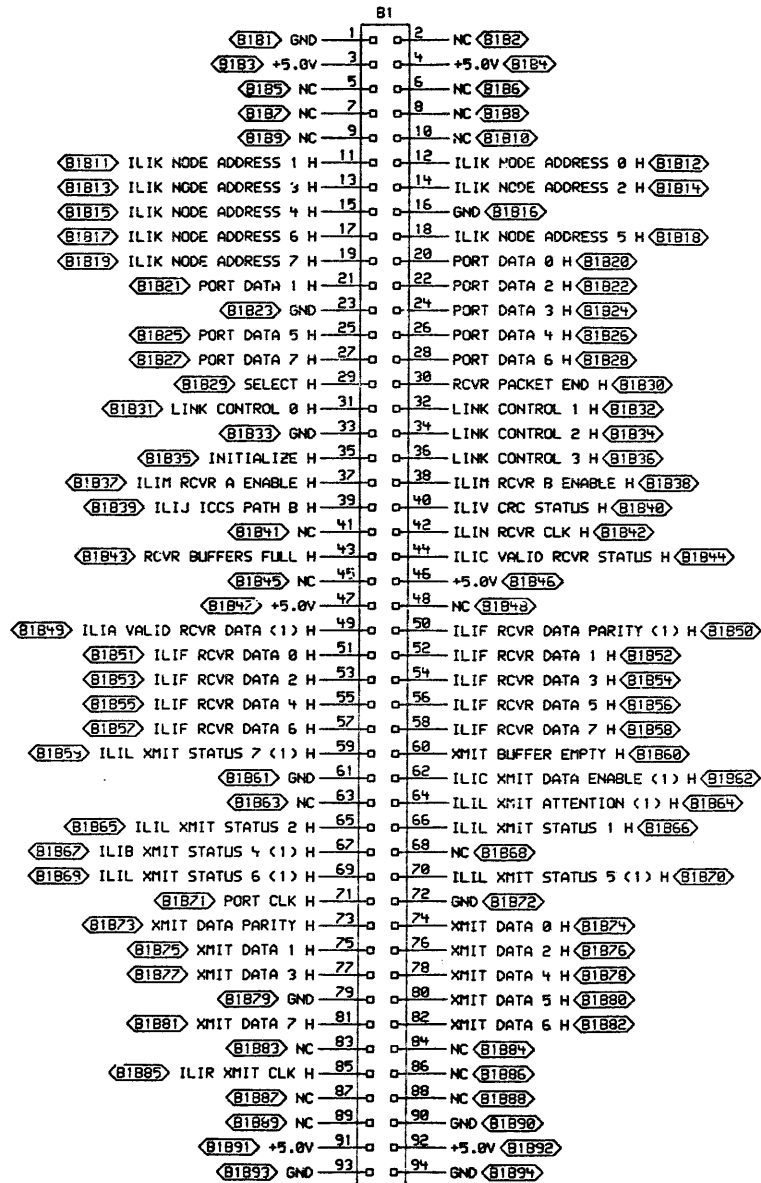 B1
B1B1 GND 1 2 NC B1B2
B1B3 +5.0V 3 4 +5.0V B1B4
B1B5 NC 5 6 NC B1B6
B1B7 NC 7 8 NC B1B8
B1B9 NC 9 10 NC B1B10
B1B11 ILIK NODE ADDRESS 1 H 11 12 ILIK NODE ADDRESS 0 H B1B12
B1B13 ILIK NODE ADDRESS 3 H 13 14 ILIK NODE ADDRESS 2 H B1B14
B1B15 ILIK NODE ADDRESS 4 H 15 16 GND B1B16
B1B17 ILIK NODE ADDRESS 6 H 17 18 ILIK NODE ADDRESS 5 H B1B18
B1B19 ILIK NODE ADDRESS 7 H 19 20 PORT DATA 0 H B1B20
B1B21 PORT DATA 1 H 21 22 PORT DATA 2 H B1B22
B1B23 GND 23 24 PORT DATA 3 H B1B24
B1B25 PORT DATA 5 H 25 26 PORT DATA 4 H B1B26
B1B27 PORT DATA 7 H 27 28 PORT DATA 6 H B1B28
B1B29 SELECT H 29 30 RCVR PACKET END H B1B30
B1B31 LINK CONTROL 0 H 31 32 LINK CONTROL 1 H B1B32
B1B33 GND 33 34 LINK CONTROL 2 H B1B34
B1B35 INITIALIZE H 35 36 LINK CONTROL 3 H B1B36
B1B37 ILIM RCVR A ENABLE H 37 38 ILIM RCVR B ENABLE H B1B38
B1B39 ILIJ ICCS PATH B H 39 40 ILIV CRC STATUS H B1B40
B1B41 NC 41 42 ILIN RCVR CLK H B1B42
B1B43 RCVR BUFFERS FULL H 43 44 ILIC VALID RCVR STATUS H B1B44
B1B45 NC 45 46 +5.0V B1B46
B1B47 +5.0V 47 48 NC B1B48
B1B49 ILIA VALID RCVR DATA (1) H 49 50 ILIF RCVR DATA PARITY (1) H B1B50
B1B51 ILIF RCVR DATA 0 H 51 52 ILIF RCVR DATA 1 H B1B52
B1B53 ILIF RCVR DATA 2 H 53 54 ILIF RCVR DATA 3 H B1B54
B1B55 ILIF RCVR DATA 4 H 55 56 ILIF RCVR DATA 5 H B1B56
B1B57 ILIF RCVR DATA 6 H 57 58 ILIF RCVR DATA 7 H B1B58
B1B59 ILIL XMIT STATUS 7 (1) H 59 60 XMIT BUFFER EMPTY H B1B60
B1B61 GND 61 62 ILIC XMIT DATA ENABLE (1) H B1B62
B1B63 NC 63 64 ILIL XMIT ATTENTION (1) H B1B64
B1B65 ILIL XMIT STATUS 2 H 65 66 ILIL XMIT STATUS 1 H B1B66
B1B67 ILIB XMIT STATUS 4 (1) H 67 68 NC B1B68
B1B69 ILIL XMIT STATUS 6 (1) H 69 70 ILIL XMIT STATUS 5 (1) H B1B70
B1B71 PORT CLK H 71 72 GND B1B72
B1B73 XMIT DATA PARITY H 73 74 XMIT DATA 0 H B1B74
B1B75 XMIT DATA 1 H 75 76 XMIT DATA 2 H B1B76
B1B77 XMIT DATA 3 H 77 78 XMIT DATA 4 H B1B78
B1B79 GND 79 80 XMIT DATA 5 H B1B80
B1B81 XMIT DATA 7 H 81 82 XMIT DATA 6 H B1B82
B1B83 NC 83 84 NC B1B84
B1B85 ILIR XMIT CLK H 85 86 NC B1B86
B1B87 NC 87 88 NC B1B88
B1B89 NC 89 90 GND B1B90
B1B91 +5.0V 91 92 +5.0V B1B92
B1B93 GND 93 94 GND B1B94